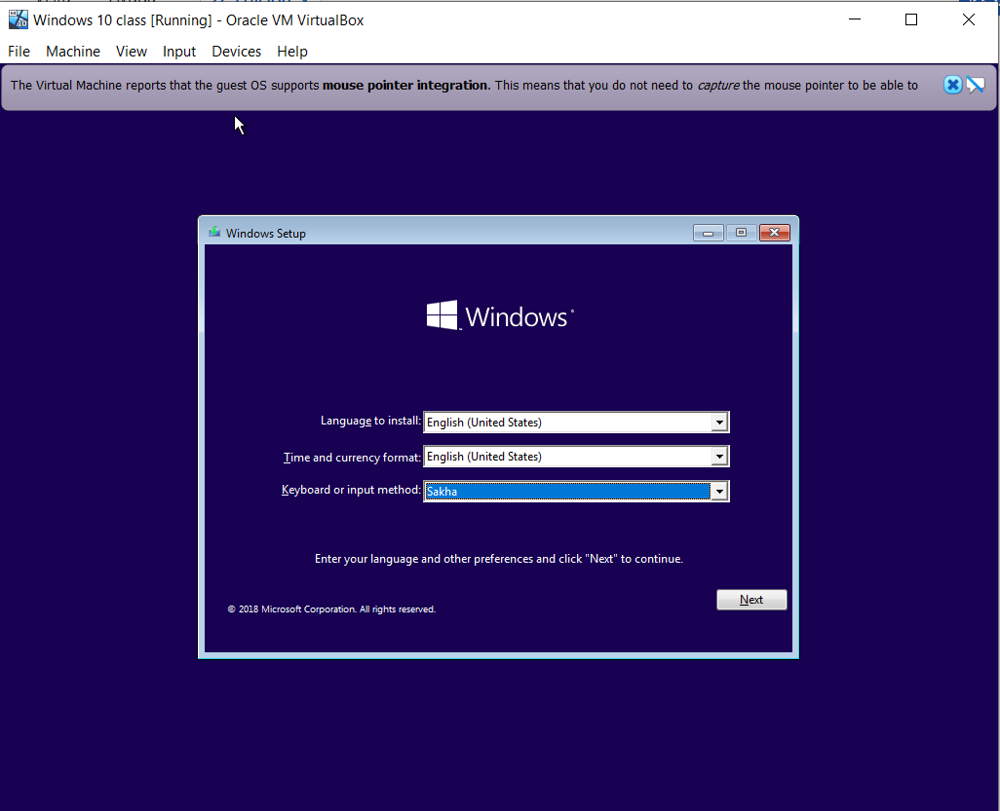 Windows 10 class [Running] - Oracle VM VirtualBox
File Machine View Input Devices Help
The Virtual Machine reports that the guest OS supports mouse pointer integration. This means that you do not need to capture the mouse pointer to be able to
Windows Setup
Windows
Language to install: English (United States)
Time and currency format: English (United States)
Keyboard or input method: Sakha
Enter your language and other preferences and click "Next" to continue.
© 2018 Microsoft Corporation. All rights reserved.
Next